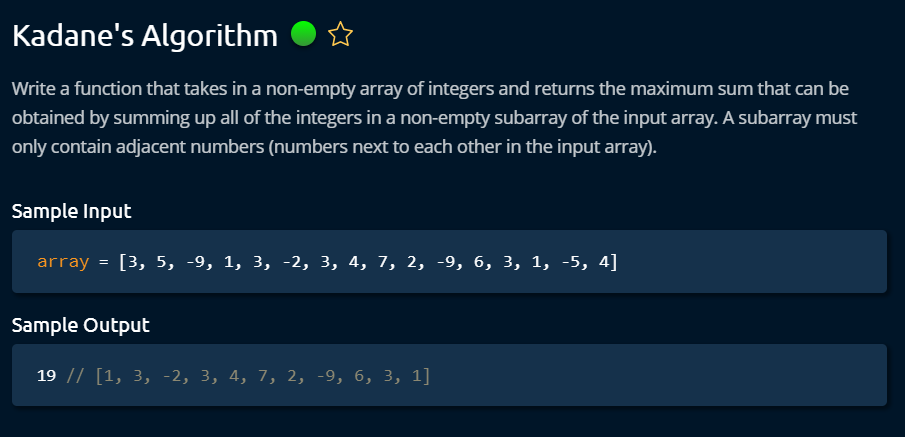 Kadane's Algorithm
Write a function that takes in a non-empty array of integers and returns the maximum sum that can be
obtained by summing up all of the integers in a non-empty subarray of the input array. A subarray must
only contain adjacent numbers (numbers next to each other in the input array).
Sample Input
array = [3, 5, -9, 1, 3, -2, 3, 4, 7, 2, -9, 6, 3, 1, -5, 4]
Sample Output
19 // [1, 3, -2, 3, 4, 7, 2, -9, 6, 3, 1]